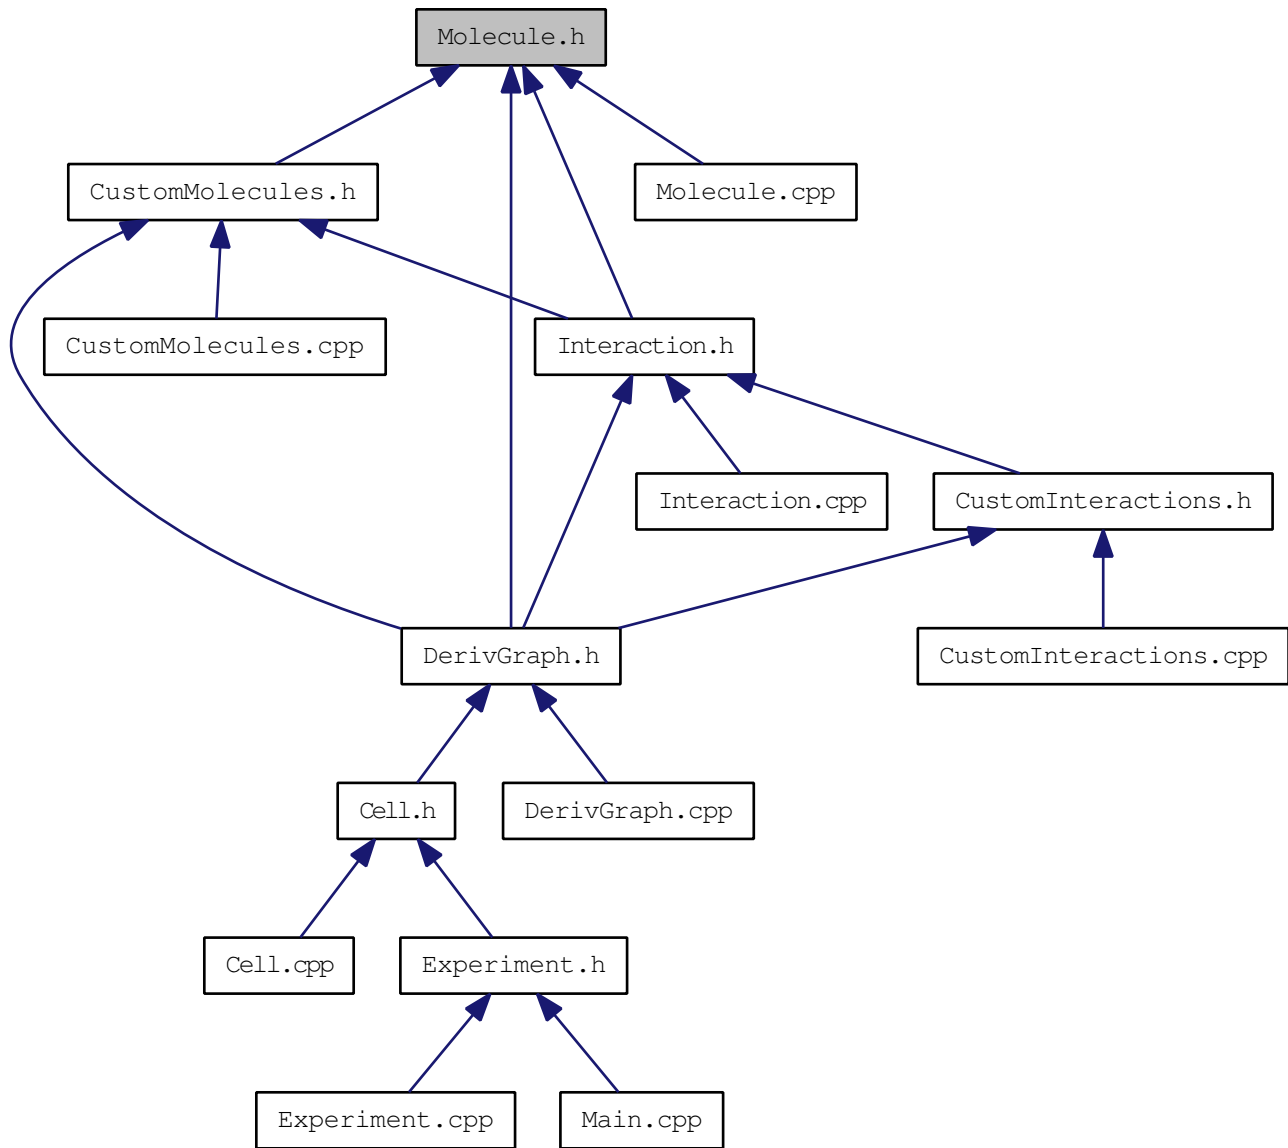 Molecule.h
CustomMolecules.h
Molecule.cpp
CustomMolecules.cpp
Interaction.h
Interaction.cpp
CustomInteractions.h
DerivGraph.h
CustomInteractions.cpp
Cell.h
DerivGraph.cpp
Cell.cpp
Experiment.h
Experiment.cpp
Main.cpp